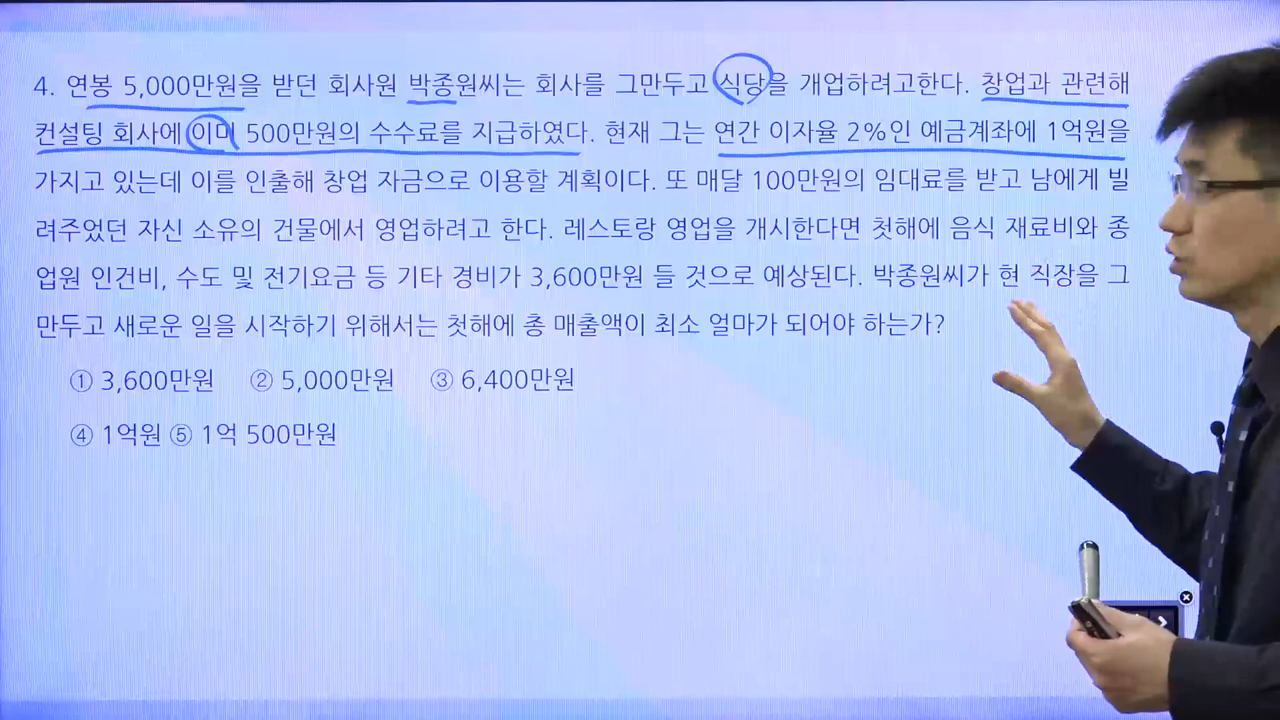 4. 연봉 5,000만원을 받던 회사원 박종원씨는 회사를 그만두고 식당을 개업하려고한다. 창업과 관련해
컨설팅 회사에 이미 500만원의 수수료를 지급하였다. 현재 그는 연간 이자율 2%인 예금계좌에 1억원을
가지고 있는데 이를 인출해 창업 자금으로 이용할 계획이다. 또 매달 100만원의 임대료를 받고 남에게 빌
려주었던 자신 소유의 건물에서 영업하려고 한다. 레스토랑 영업을 개시한다면 첫해에 음식 재료비와 종
업원 인건비, 수도 및 전기요금 등 기타 경비가 3,600만원 들 것으로 예상된다. 박종원씨가 현 직장을 그
만두고 새로운 일을 시작하기 위해서는 첫해에 총 매출액이 최소 얼마가 되어야 하는가?
① 3,600만원 ② 5,000만원 ③ 6,400만원
④ 1억원 ⑤ 1억 500만원